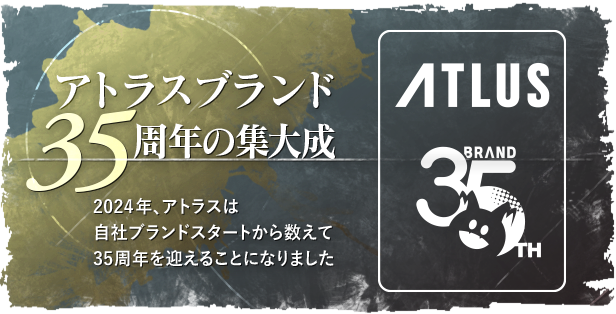 アトラスブランド
35周年の集大成
2024年、アトラスは
自社ブランドスタートから数えて
35周年を迎えることになりました
ATLUS
BRAND
35TH